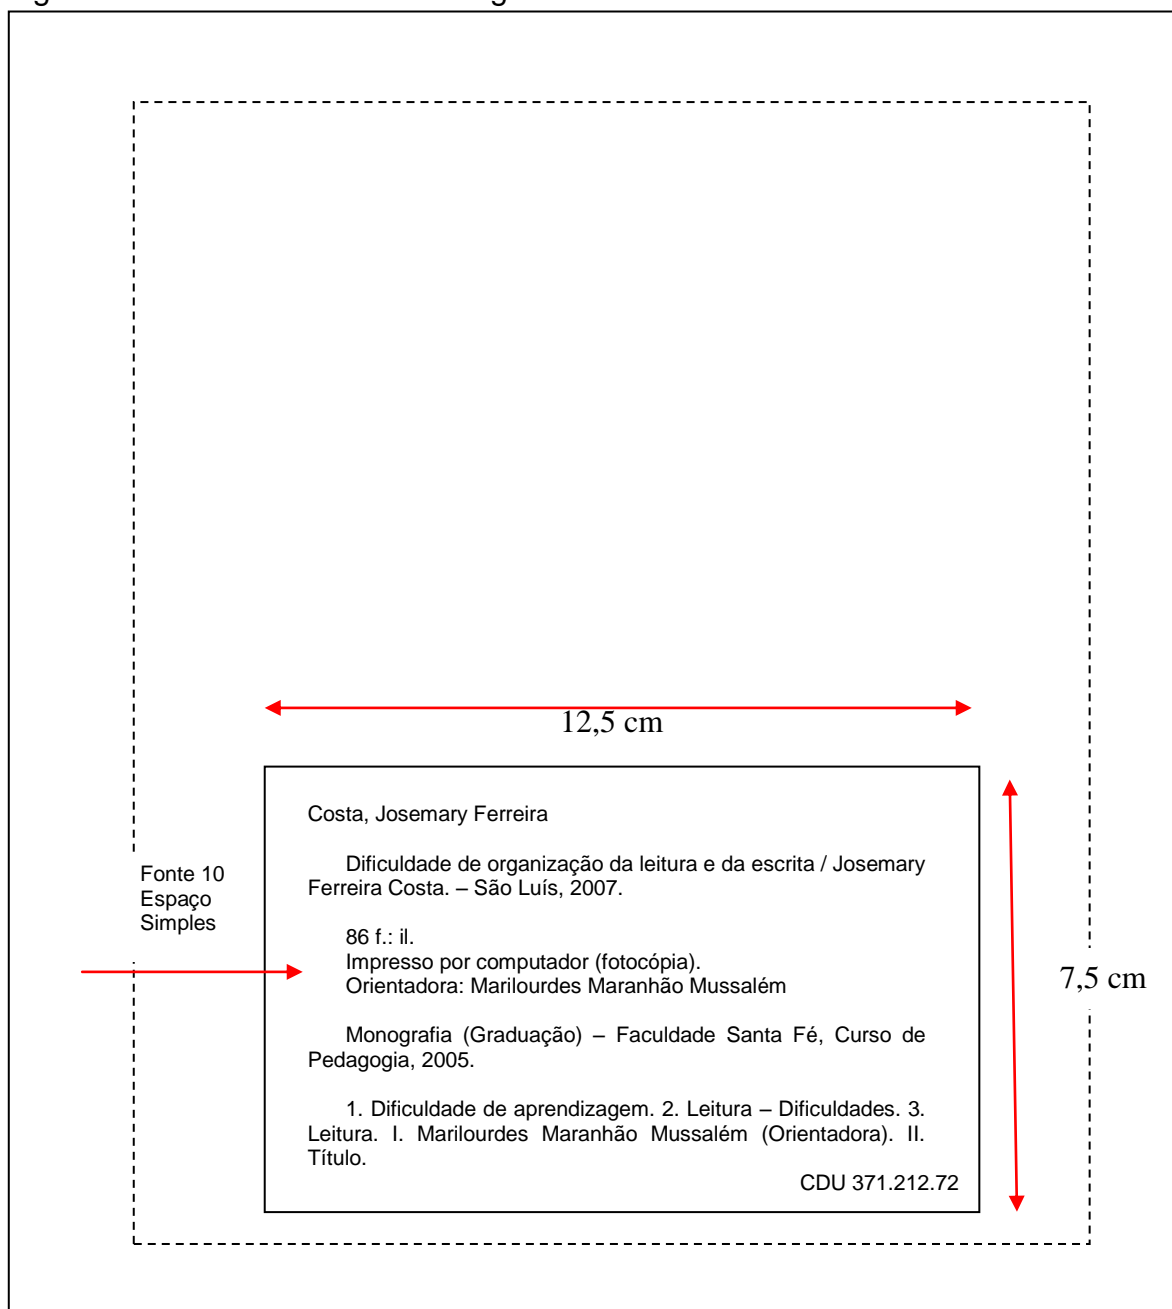 12,5 cm
Costa, Josemary Ferreira
Dificuldade de organização da leitura e da escrita / Josemary
Ferreira Costa. – São Luís, 2007.
Fonte 10
Espaço
Simples
86 f.: il.
Impresso por computador (fotocópia).
Orientadora: Marilourdes Maranhão Mussalém
7,5 cm
Monografia (Graduação) – Faculdade Santa Fé, Curso de
Pedagogia, 2005.
1. Dificuldade de aprendizagem. 2. Leitura – Dificuldades. 3.
Leitura. I. Marilourdes Maranhão Mussalém (Orientadora). II.
Título.
CDU 371.212.72